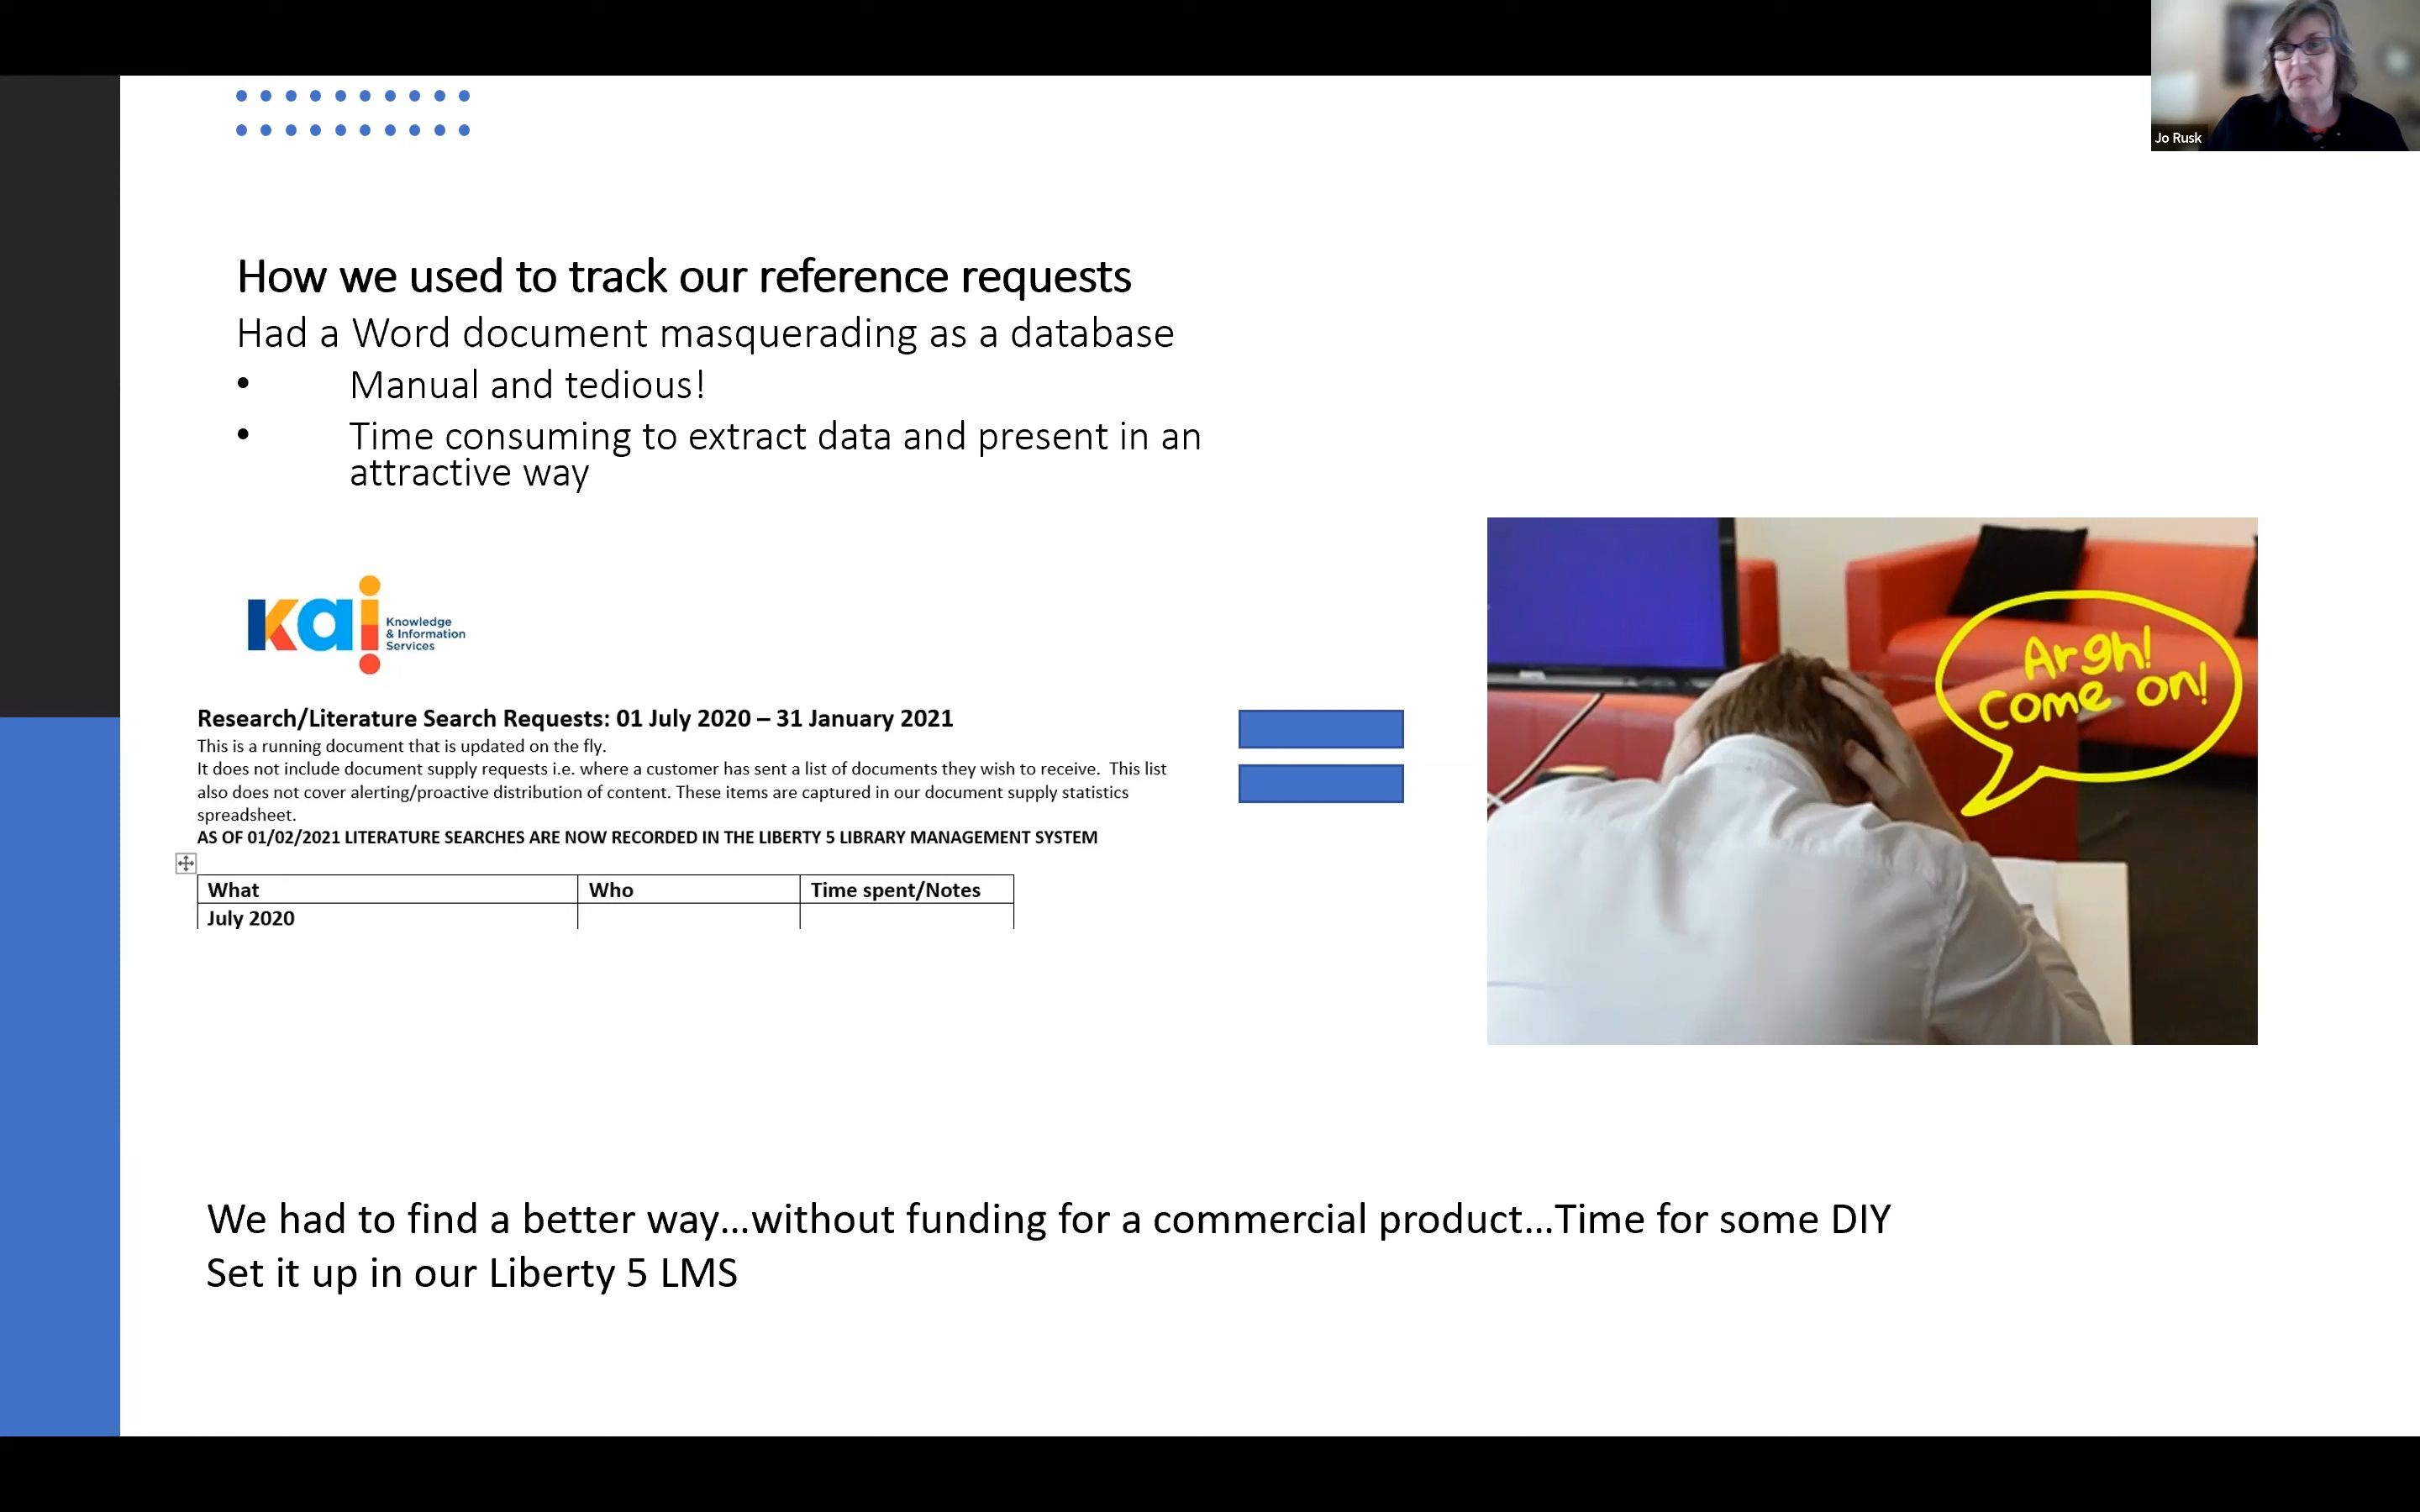 Jo Rusk
How we used to track our reference requests
Had a Word document masquerading as a database
• Manual and tedious!
• Time consuming to extract data and present in an
attractive way
kai
Knowledge
& Information
Services
Research/Literature Search Requests: 01 July 2020 – 31 January 2021
This is a running document that is updated on the fly.
It does not include document supply requests i.e. where a customer has sent a list of documents they wish to receive.  This list
also does not cover alerting/proactive distribution of content. These items are captured in our document supply statistics
spreadsheet.
AS OF 01/02/2021 LITERATURE SEARCHES ARE NOW RECORDED IN THE LIBERTY 5 LIBRARY MANAGEMENT SYSTEM
What Who Time spent/Notes
July 2020
Argh!
Come on!
We had to find a better way...without funding for a commercial product...Time for some DIY
Set it up in our Liberty 5 LMS